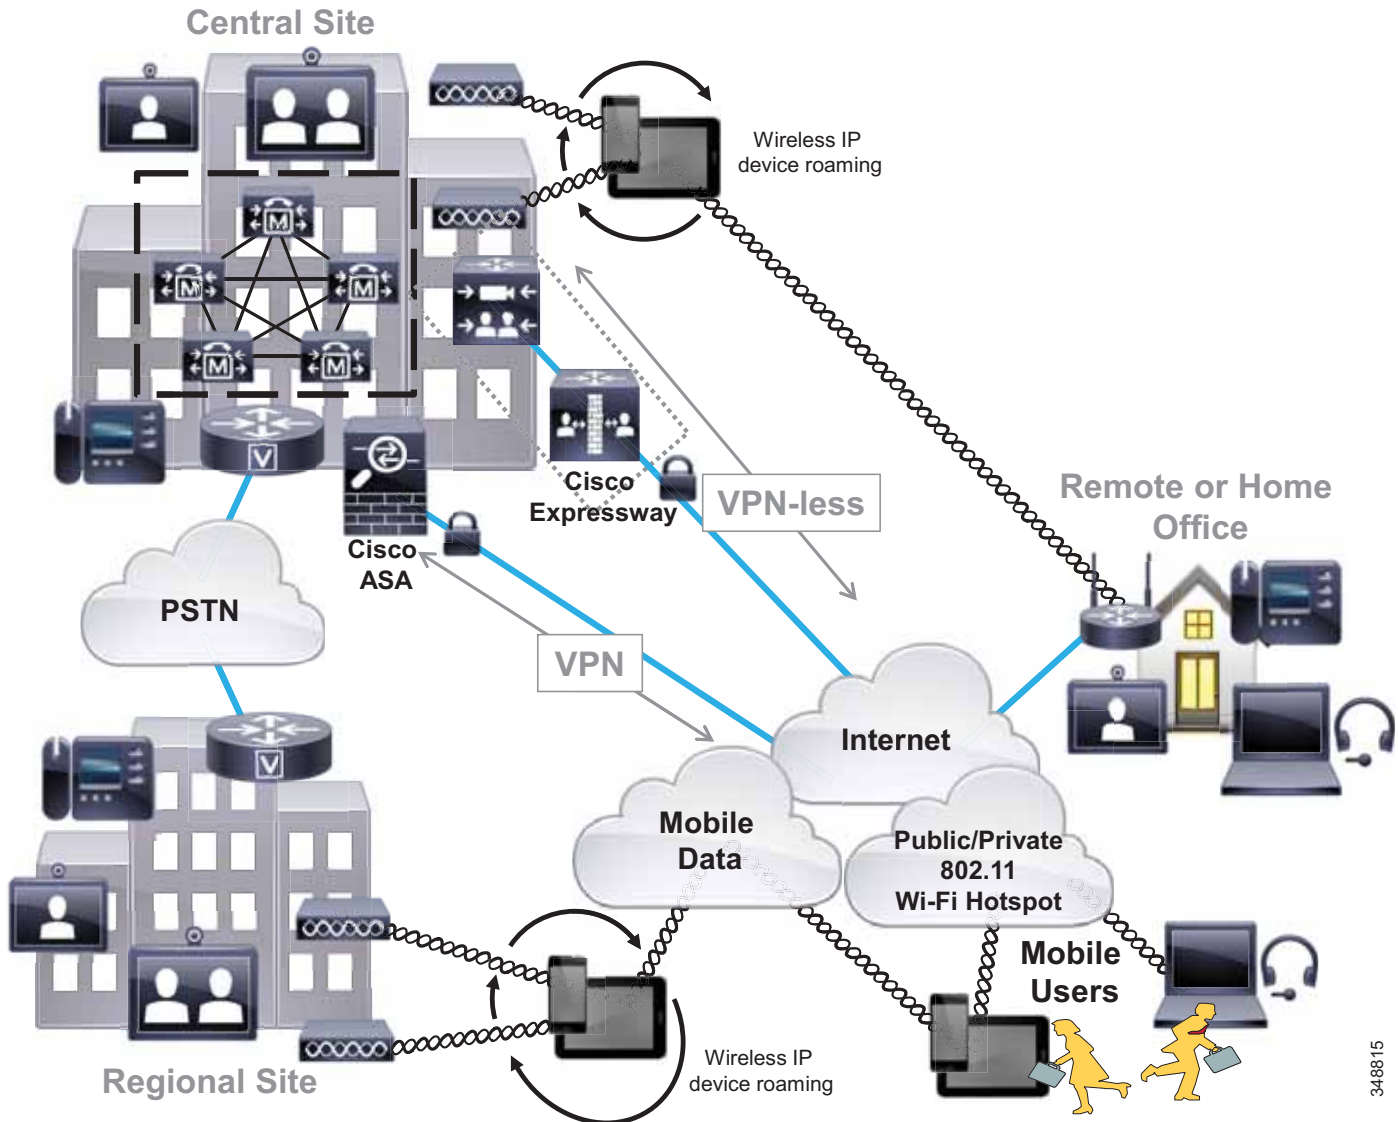 Central Site
Wireless IP
device roaming
M
M
M
M
M
V
Cisco
Expressway
VPN-less
Remote or Home
Office
Cisco
ASA
PSTN
VPN
Internet
V
Mobile
Data
Public/Private
802.11
Wi-Fi Hotspot
Mobile
Users
Wireless IP
device roaming
Regional Site
348815